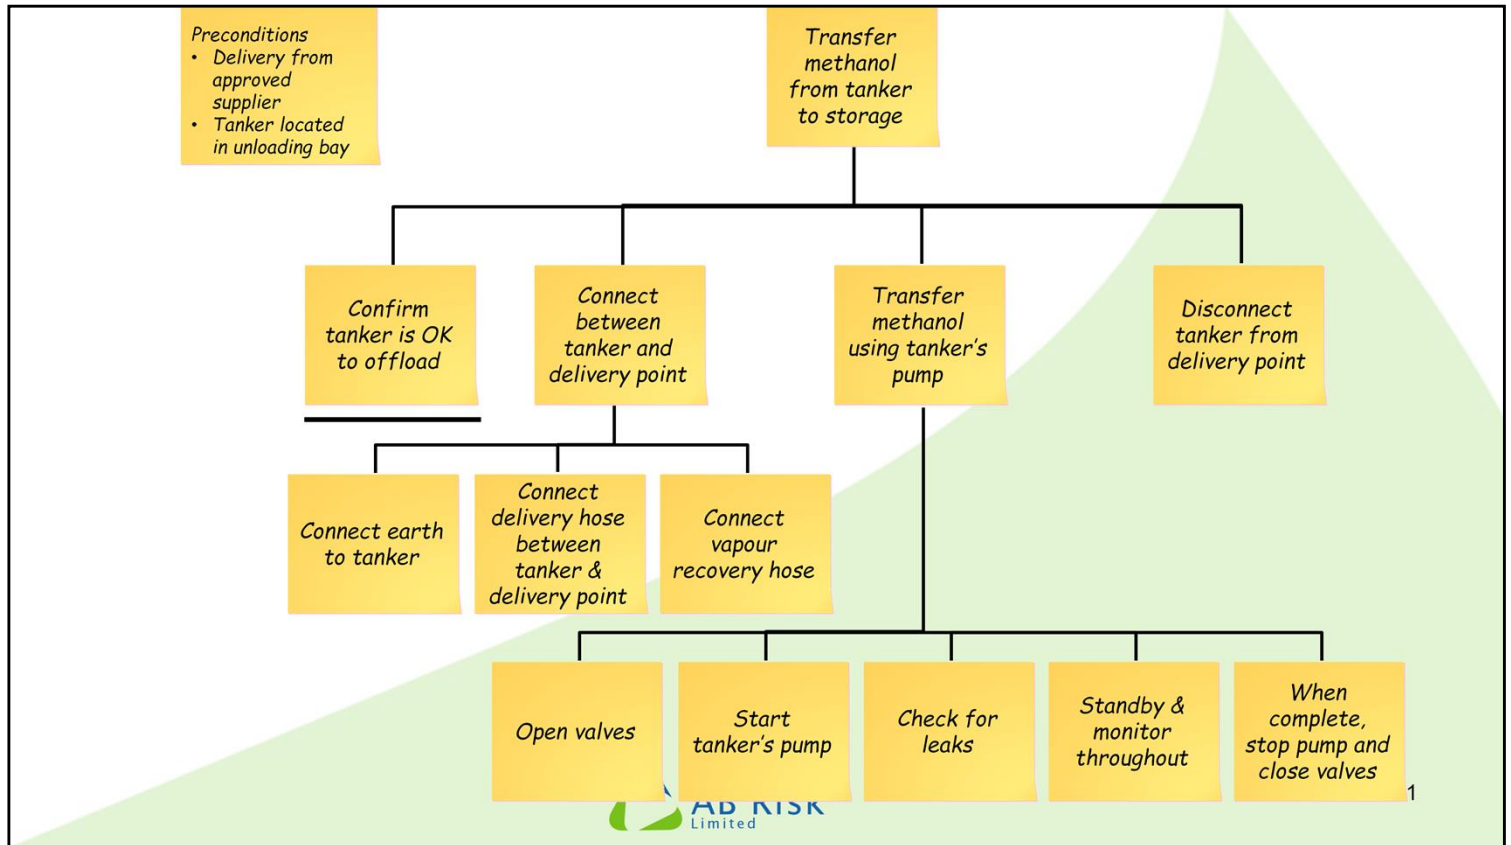 Preconditions
• Delivery from
approved
supplier
• Tanker located
in unloading bay
Transfer
methanol
from tanker
to storage
Confirm
tanker is OK
to offload
Connect
between
tanker and
delivery point
Transfer
methanol
using tanker's
pump
Disconnect
tanker from
delivery point
Connect earth
to tanker
Connect
delivery hose
between
tanker &
delivery point
Connect
vapour
recovery hose
Open valves
Start
tanker's pump
Check for
leaks
Standby &
monitor
throughout
When
complete,
stop pump and
close valves
AB RISK
Limited
1